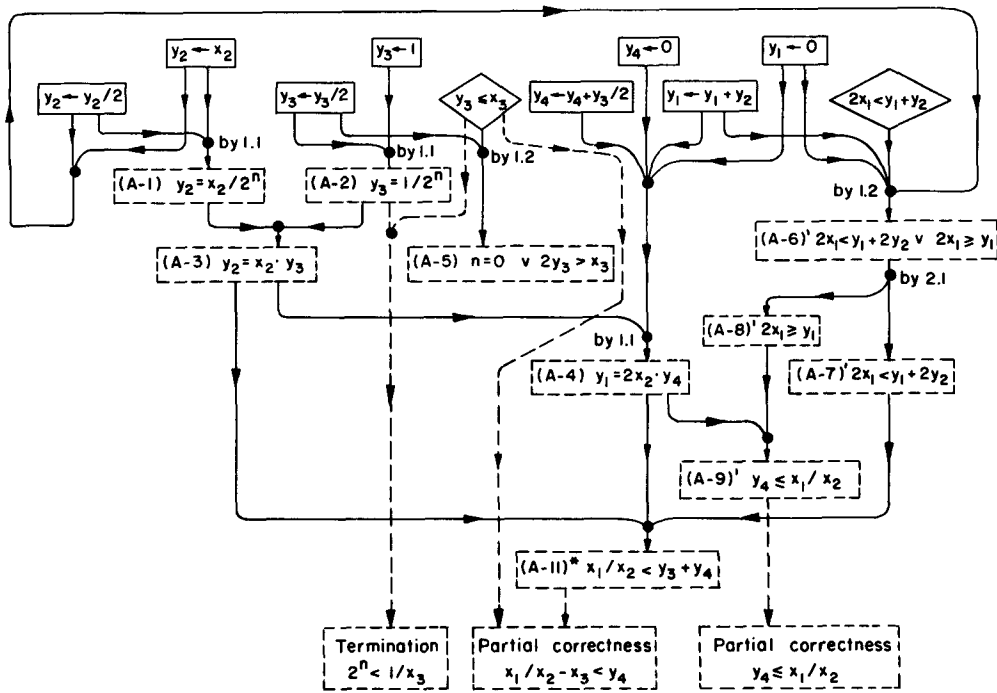 y₂ ← x₂
y₃ ← 1
y₄ ← 0
y₁ ← 0
y₂ ← y₂/2
y₃ ← y₃/2
y₃ ≤ x₃
y₄ ← y₄ + y₃/2
y₁ ← y₁ + y₂
2x₁ < y₁ + y₂
by 1.1
by 1.1
by 1.2
by 1.2
(A-1) y₂ = x₂/2ⁿ
(A-2) y₃ = 1/2ⁿ
(A-6)' 2x₁ < y₁ + 2y₂ ∨ 2x₁ ≥ y₁
(A-3) y₂ = x₂ · y₃
(A-5) n = 0 ∨ 2y₃ > x₃
by 2.1
by 1.1
(A-8)' 2x₁ ≥ y₁
(A-4) y₁ = 2x₂ · y₄
(A-7)' 2x₁ < y₁ + 2y₂
(A-9)' y₄ ≤ x₁/x₂
(A-11)* x₁/x₂ < y₃ + y₄
Termination
2ⁿ < 1/x₃
Partial correctness
x₁/x₂ - x₃ < y₄
Partial correctness
y₄ ≤ x₁/x₂